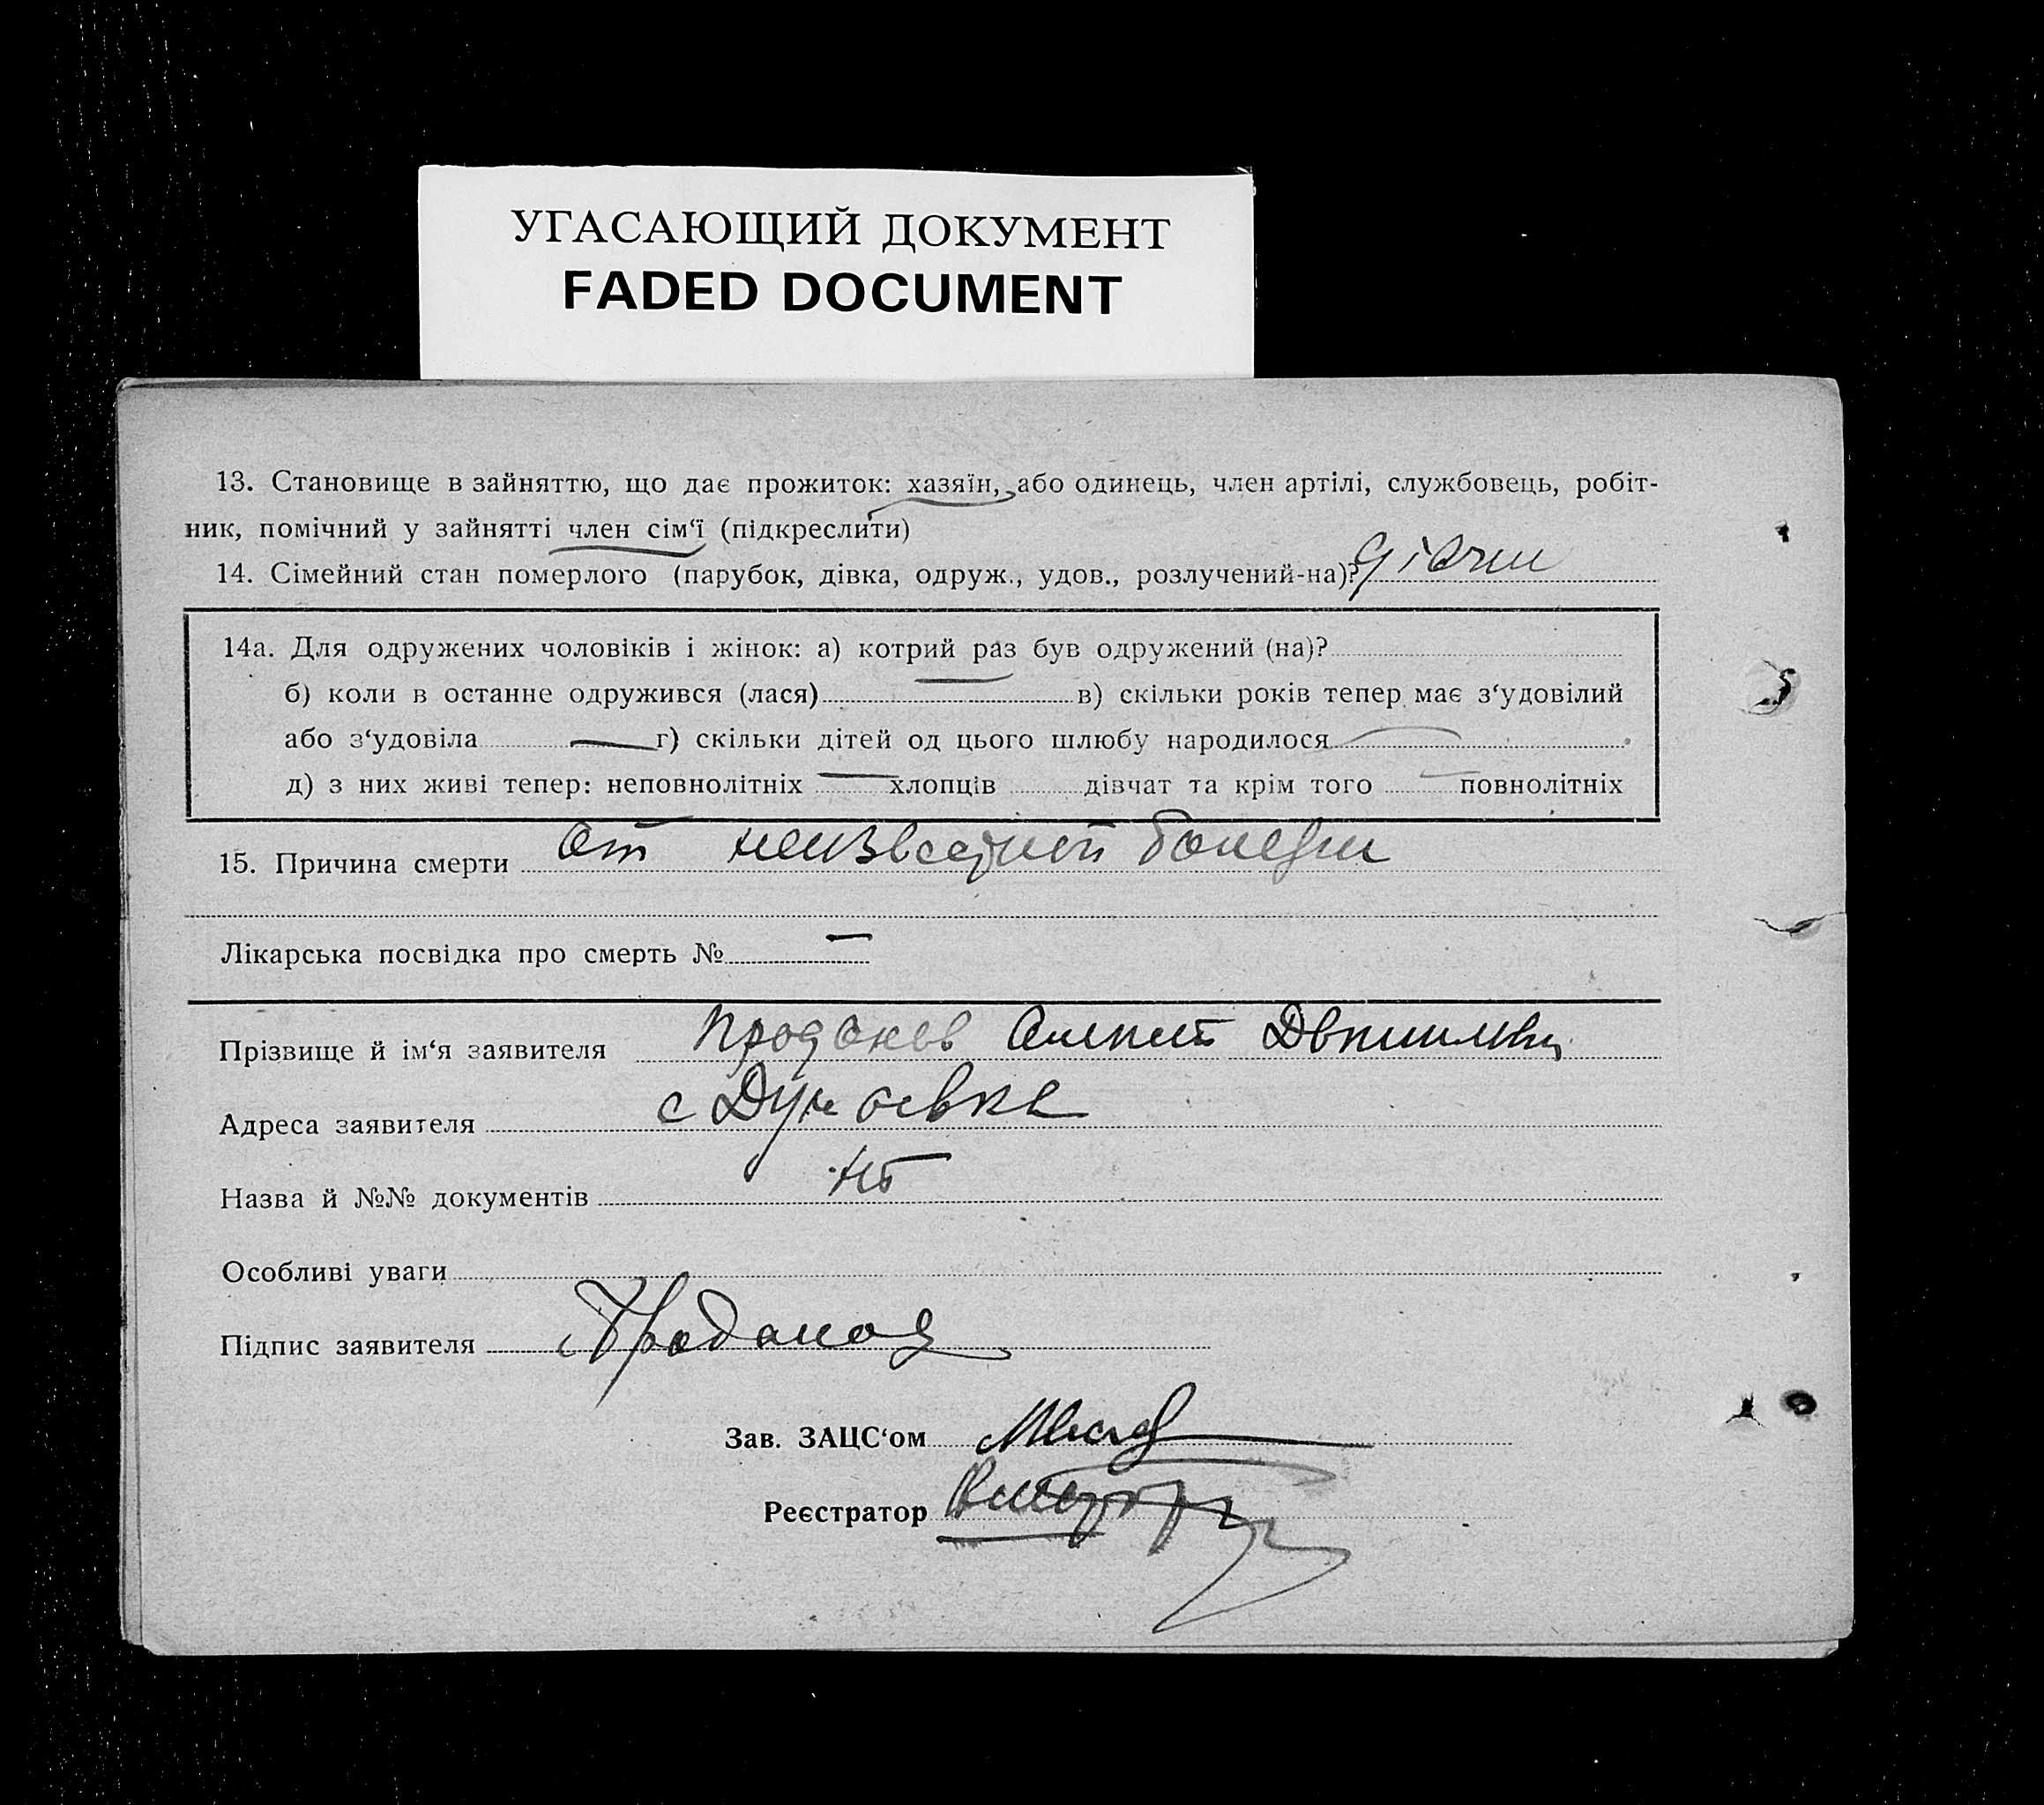 УГАСАЮЩИЙ ДОКУМЕНТ
FADED DOCUMENT
13. Становище в зайняттю, що дає прожиток: хазяїн, або одинець, член артілі, службовець, робіт-
ник, помічний у зайнятті член сім‘ї (підкреслити)
14. Сімейний стан померлого (парубок, дівка, одруж., удов., розлучений-на)?
14а. Для одружених чоловіків і жінок: а) котрий раз був одружений (на)?
б) коли в останне одружився (лася) в) скільки років тепер має з‘удовілий
або з‘удовіла — г) скільки дітей од цього шлюбу народилося —
д) з них живі тепер: неповнолітніх — хлопців дівчат та крім того — повнолітніх
15. Причина смерти от неизвестной
Лікарська посвідка про смерть № —
Прізвище й ім‘я заявителя Проданов
Адреса заявителя с
Назва й №№ документів
Особливі уваги
Підпис заявителя Проданов
Зав. ЗАЦС‘ом
Реєстратор